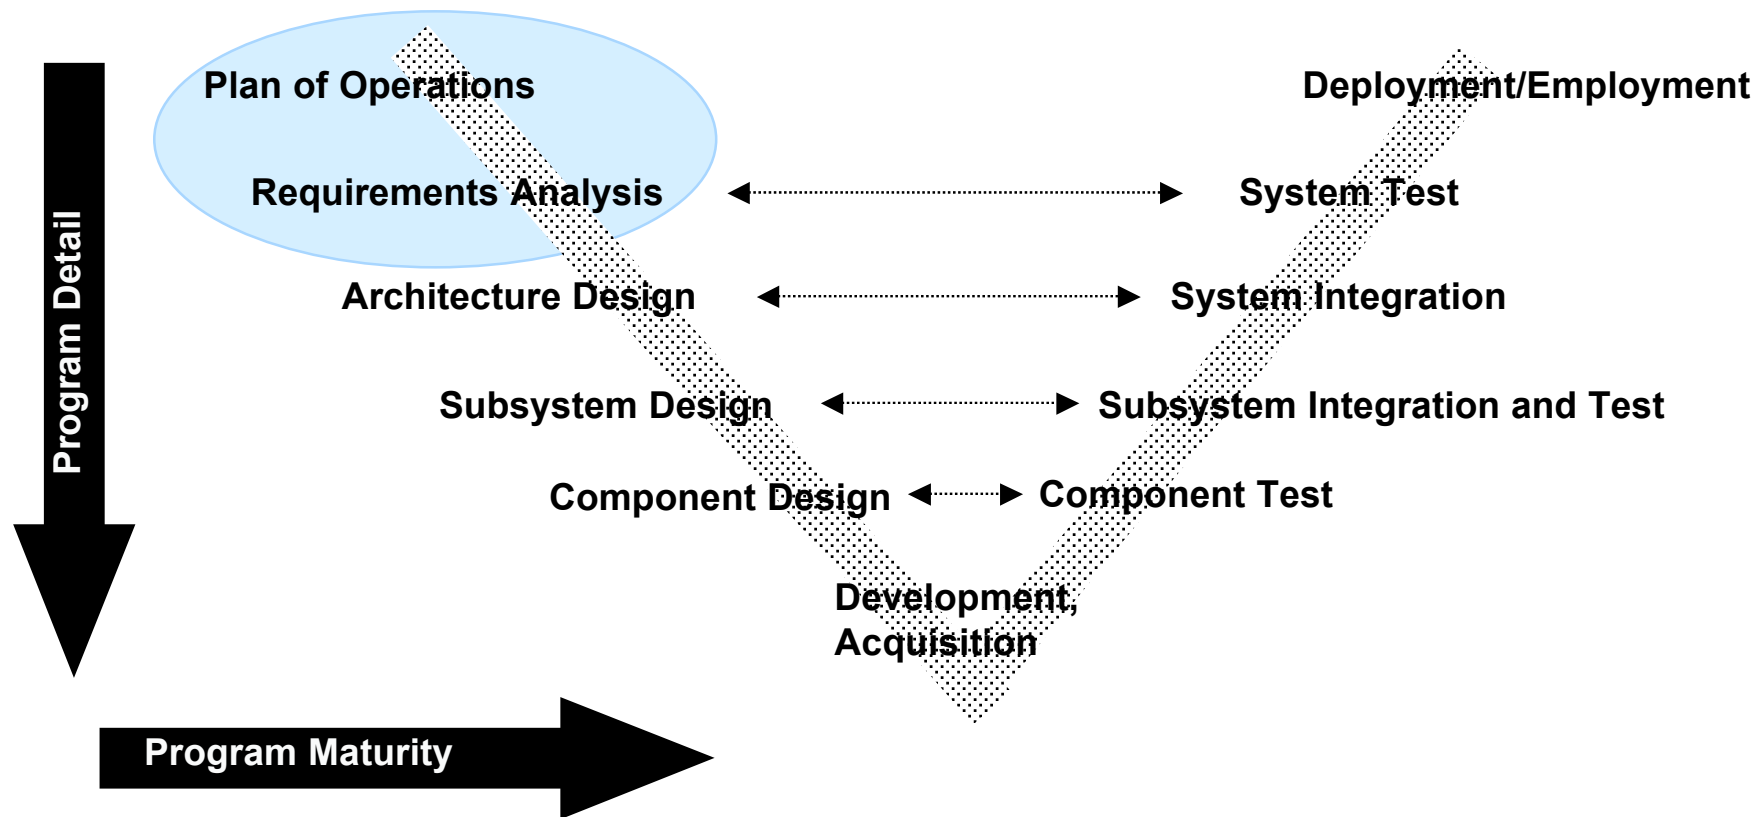 Plan of Operations
Deployment/Employment
Requirements Analysis
System Test
Architecture Design
System Integration
Subsystem Design
Subsystem Integration and Test
Component Design
Component Test
Development,
Acquisition
Program Detail
Program Maturity